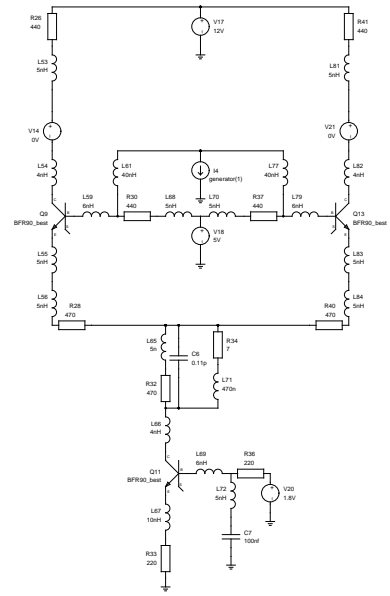 R26
440
V17
12V
R41
440
L53
5nH
L81
5nH
V14
0V
V21
0V
L54
4nH
L61
40nH
I4
generator(1)
L77
40nH
L82
4nH
Q9
BFR90_best
L59
6nH
R30
440
L68
5nH
L70
5nH
R37
440
L79
6nH
Q13
BFR90_best
V18
5V
L55
5nH
L83
5nH
L56
5nH
L84
5nH
R28
470
R40
470
L65
5n
C6
0.11p
R34
7
R32
470
L71
470n
L66
4nH
Q11
BFR90_best
L69
6nH
R36
220
L72
5nH
V20
1.8V
L67
10nH
C7
100nf
R33
220